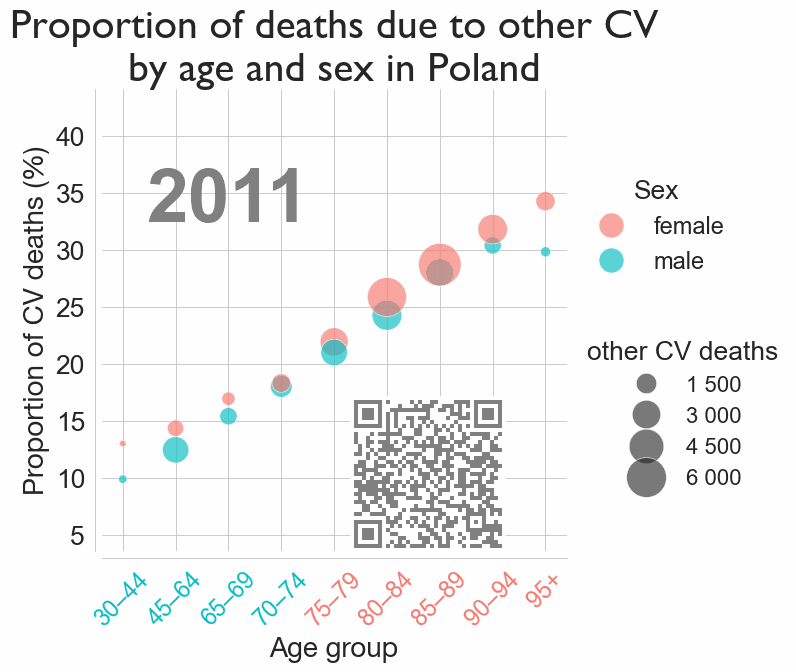 Proportion of deaths due to other CV
by age and sex in Poland
Proportion of CV deaths (%)
40
35
30
25
20
15
10
5
2011
30–44
45–64
65–69
70–74
75–79
80–84
85–89
90–94
95+
Age group
Sex
female
male
other CV deaths
1 500
3 000
4 500
6 000